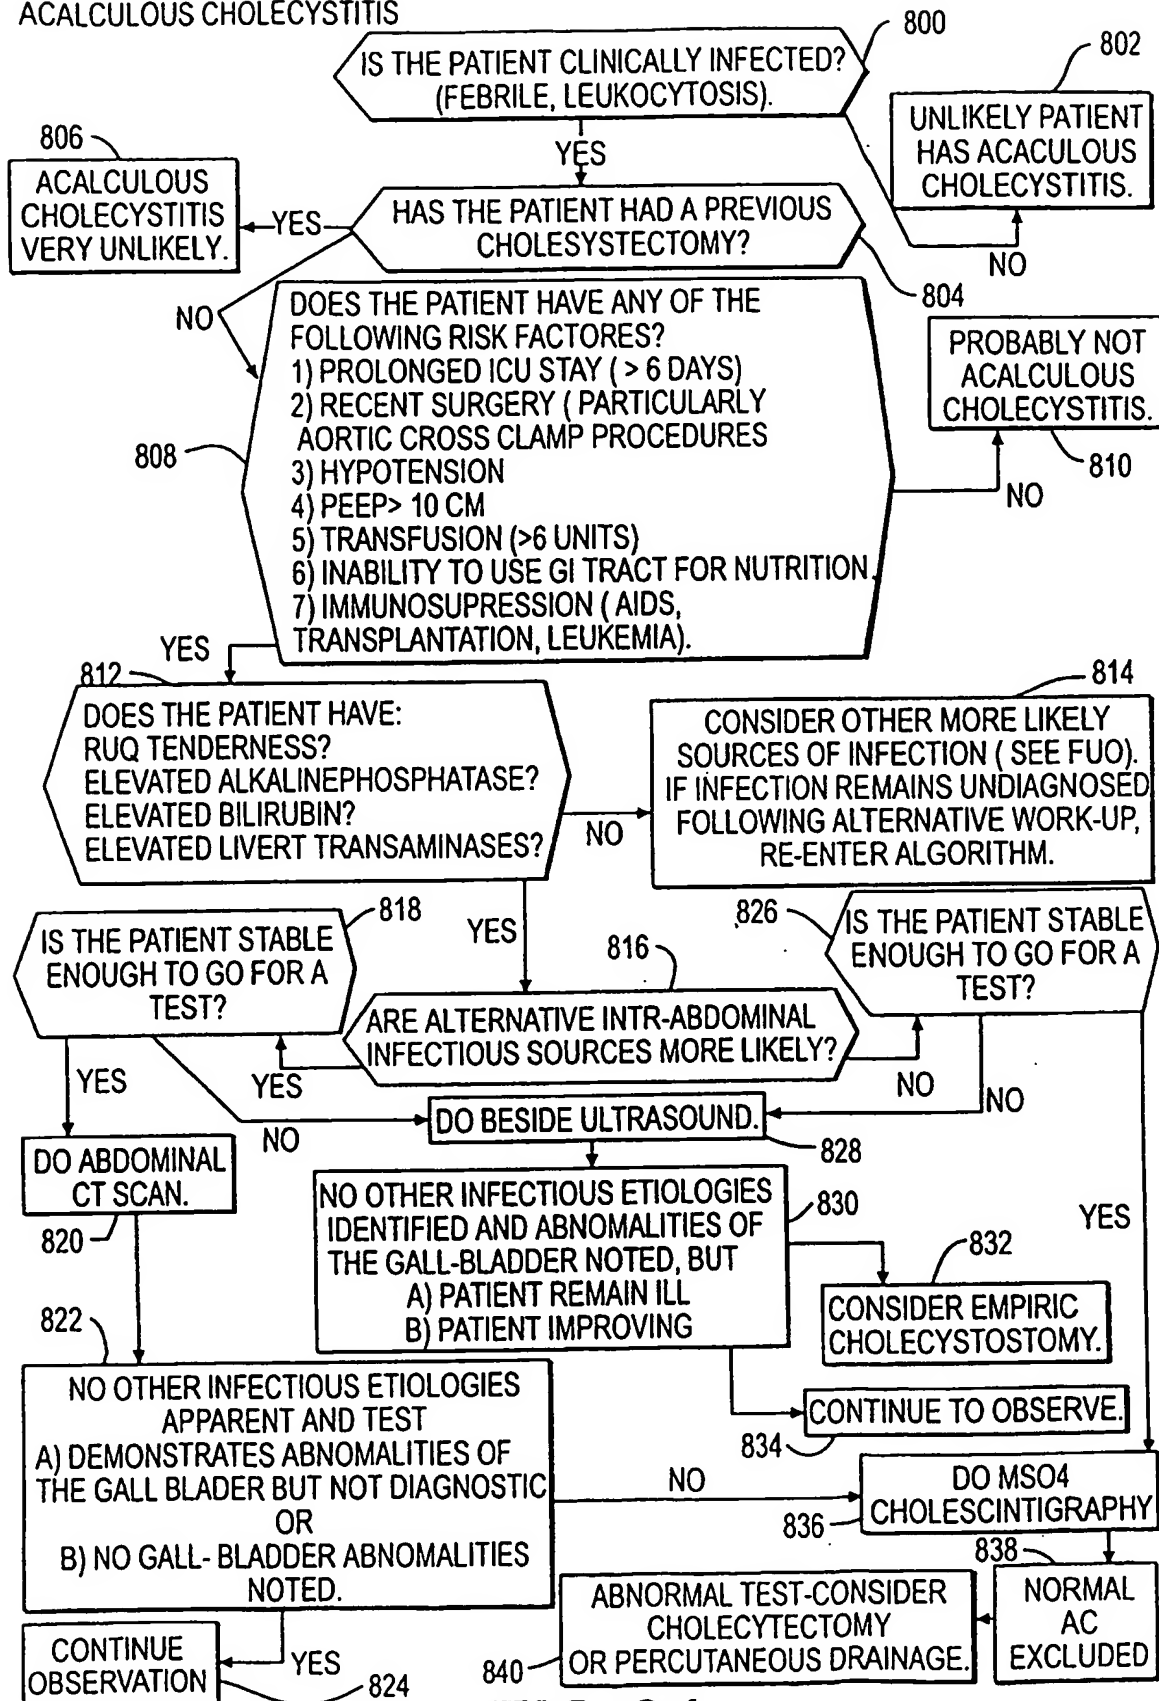 ACALCULOUS CHOLECYSTITIS
800
IS THE PATIENT CLINICALLY INFECTED?
(FEBRILE, LEUKOCYTOSIS).
802
UNLIKELY PATIENT
HAS ACACULOUS
CHOLECYSTITIS.
YES
NO
806
ACALCULOUS
CHOLECYSTITIS
VERY UNLIKELY.
YES
HAS THE PATIENT HAD A PREVIOUS
CHOLESYSTECTOMY?
804
NO
DOES THE PATIENT HAVE ANY OF THE
FOLLOWING RISK FACTORES?
1) PROLONGED ICU STAY ( > 6 DAYS)
2) RECENT SURGERY ( PARTICULARLY
AORTIC CROSS CLAMP PROCEDURES
3) HYPOTENSION
4) PEEP> 10 CM
5) TRANSFUSION (>6 UNITS)
6) INABILITY TO USE GI TRACT FOR NUTRITION.
7) IMMUNOSUPRESSION ( AIDS,
TRANSPLANTATION, LEUKEMIA).
808
PROBABLY NOT
ACALCULOUS
CHOLECYSTITIS.
810
NO
YES
812
DOES THE PATIENT HAVE:
RUQ TENDERNESS?
ELEVATED ALKALINEPHOSPHATASE?
ELEVATED BILIRUBIN?
ELEVATED LIVERT TRANSAMINASES?
NO
814
CONSIDER OTHER MORE LIKELY
SOURCES OF INFECTION ( SEE FUO).
IF INFECTION REMAINS UNDIAGNOSED
FOLLOWING ALTERNATIVE WORK-UP,
RE-ENTER ALGORITHM.
YES
818
IS THE PATIENT STABLE
ENOUGH TO GO FOR A
TEST?
816
ARE ALTERNATIVE INTR-ABDOMINAL
INFECTIOUS SOURCES MORE LIKELY?
826
IS THE PATIENT STABLE
ENOUGH TO GO FOR A
TEST?
YES
YES
NO
NO
NO
DO BESIDE ULTRASOUND.
828
DO ABDOMINAL
CT SCAN.
820
NO OTHER INFECTIOUS ETIOLOGIES
IDENTIFIED AND ABNOMALITIES OF
THE GALL-BLADDER NOTED, BUT
A) PATIENT REMAIN ILL
B) PATIENT IMPROVING
830
YES
832
CONSIDER EMPIRIC
CHOLECYSTOSTOMY.
822
NO OTHER INFECTIOUS ETIOLOGIES
APPARENT AND TEST
A) DEMONSTRATES ABNOMALITIES OF
THE GALL BLADER BUT NOT DIAGNOSTIC
OR
B) NO GALL- BLADDER ABNOMALITIES
NOTED.
CONTINUE TO OBSERVE.
834
NO
DO MSO4
CHOLESCINTIGRAPHY
836
838
NORMAL
AC
EXCLUDED
ABNORMAL TEST-CONSIDER
CHOLECYTECTOMY
OR PERCUTANEOUS DRAINAGE.
840
YES
CONTINUE
OBSERVATION
824